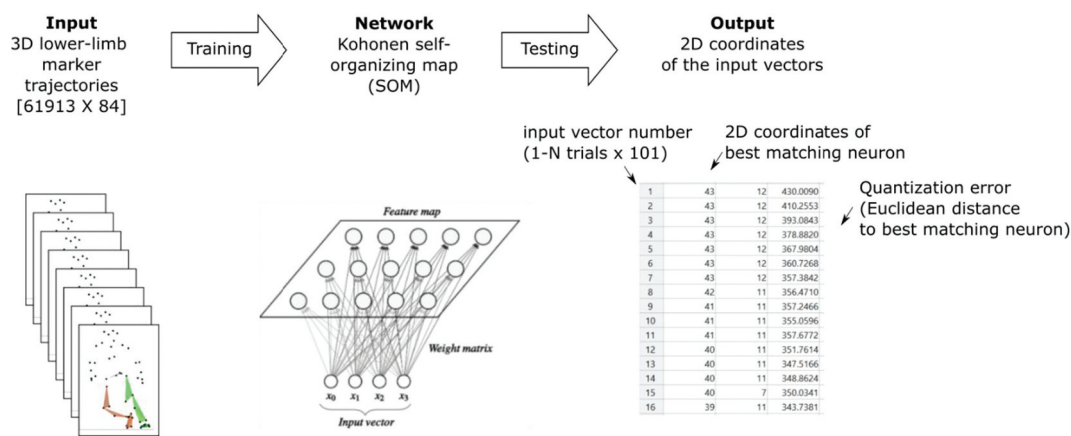 Input
3D lower-limb
marker
trajectories
[61913 X 84]
Training
Network
Kohonen self-
organizing map
(SOM)
Testing
Output
2D coordinates
of the input vectors
input vector number
(1-N trials x 101)
2D coordinates of
best matching neuron
Quantization error
(Euclidean distance
to best matching neuron)
Feature map
Weight matrix
x0 x1 x2 x3
Input vector
1 43 12 430.0090
2 43 12 410.2553
3 43 12 393.0843
4 43 12 378.8820
5 43 12 367.9804
6 43 12 360.7268
7 43 12 357.3842
8 42 11 356.4710
9 41 11 357.2466
10 41 11 355.0596
11 41 11 357.6772
12 40 11 351.7614
13 40 11 347.5166
14 40 11 348.8624
15 40 7 350.0341
16 39 11 343.7381